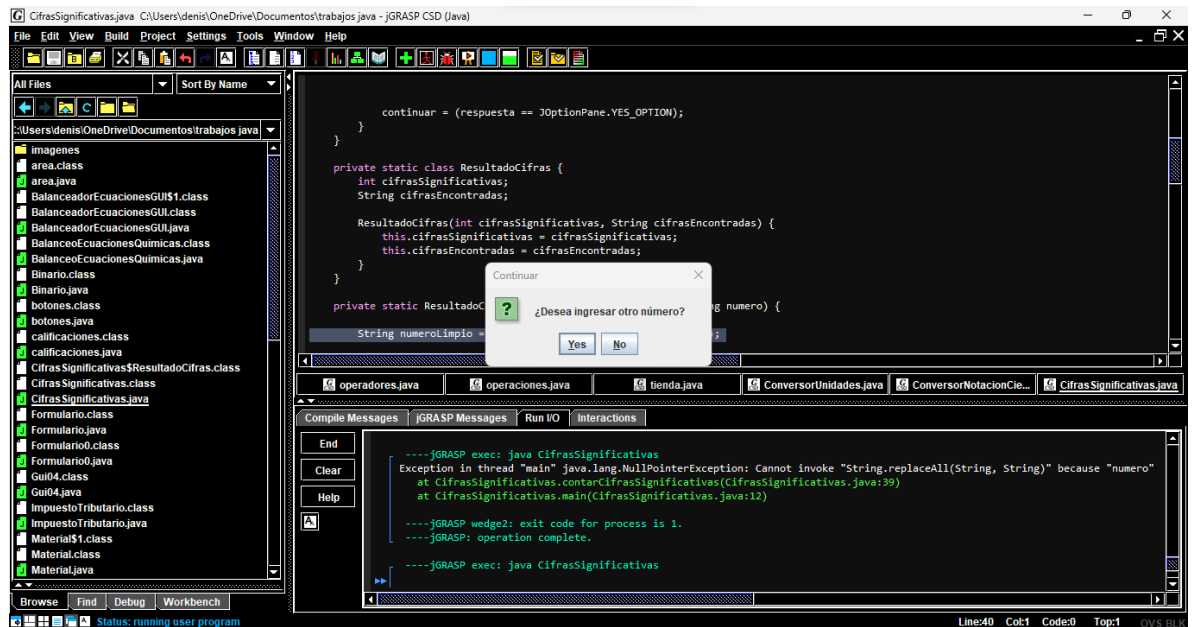 CifrasSignificativas.java C:\Users\denis\OneDrive\Documentos\trabajos java - jGRASP CSD (Java)
File Edit View Build Project Settings Tools Window Help
All Files Sort By Name
:\Users\denis\OneDrive\Documentos\trabajos java
imagenes
area.class
area.java
BalanceadorEcuacionesGUI$1.class
BalanceadorEcuacionesGUI.class
BalanceadorEcuacionesGUI.java
BalanceoEcuacionesQuimicas.class
BalanceoEcuacionesQuimicas.java
Binario.class
Binario.java
botones.class
botones.java
calificaciones.class
calificaciones.java
CifrasSignificativas$ResultadoCifras.class
CifrasSignificativas.class
CifrasSignificativas.java
Formulario.class
Formulario.java
Formulario0.class
Formulario0.java
Gui04.class
Gui04.java
ImpuestoTributario.class
ImpuestoTributario.java
Material$1.class
Material.class
Material.java
Browse Find Debug Workbench
continuar = (respuesta == JOptionPane.YES_OPTION);
}
}
private static class ResultadoCifras {
int cifrasSignificativas;
String cifrasEncontradas;
ResultadoCifras(int cifrasSignificativas, String cifrasEncontradas) {
this.cifrasSignificativas = cifrasSignificativas;
this.cifrasEncontradas = cifrasEncontradas;
}
}
private static ResultadoC g numero) {
String numeroLimpio = ;
Continuar
¿Desea ingresar otro número?
Yes No
operadores.java operaciones.java tienda.java ConversorUnidades.java ConversorNotacionCie... CifrasSignificativas.java
Compile Messages jGRASP Messages Run I/O Interactions
End
Clear
Help
----jGRASP exec: java CifrasSignificativas
Exception in thread "main" java.lang.NullPointerException: Cannot invoke "String.replaceAll(String, String)" because "numero"
at CifrasSignificativas.contarCifrasSignificativas(CifrasSignificativas.java:39)
at CifrasSignificativas.main(CifrasSignificativas.java:12)
----jGRASP wedge2: exit code for process is 1.
----jGRASP: operation complete.
----jGRASP exec: java CifrasSignificativas
Status: running user program
Line:40 Col:1 Code:0 Top:1 OVS BLK